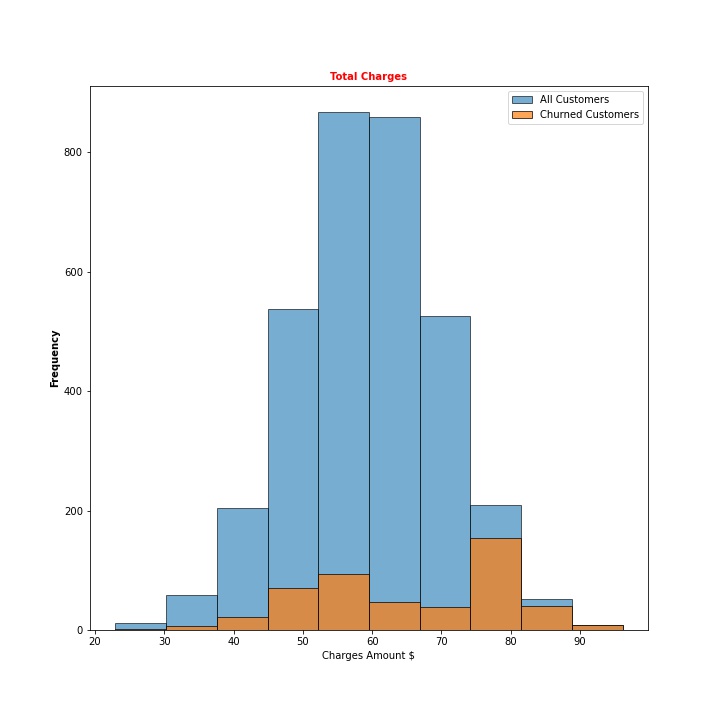 Total Charges
All Customers
Churned Customers
800
600
400
200
0
Frequency
20 30 40 50 60 70 80 90
Charges Amount $